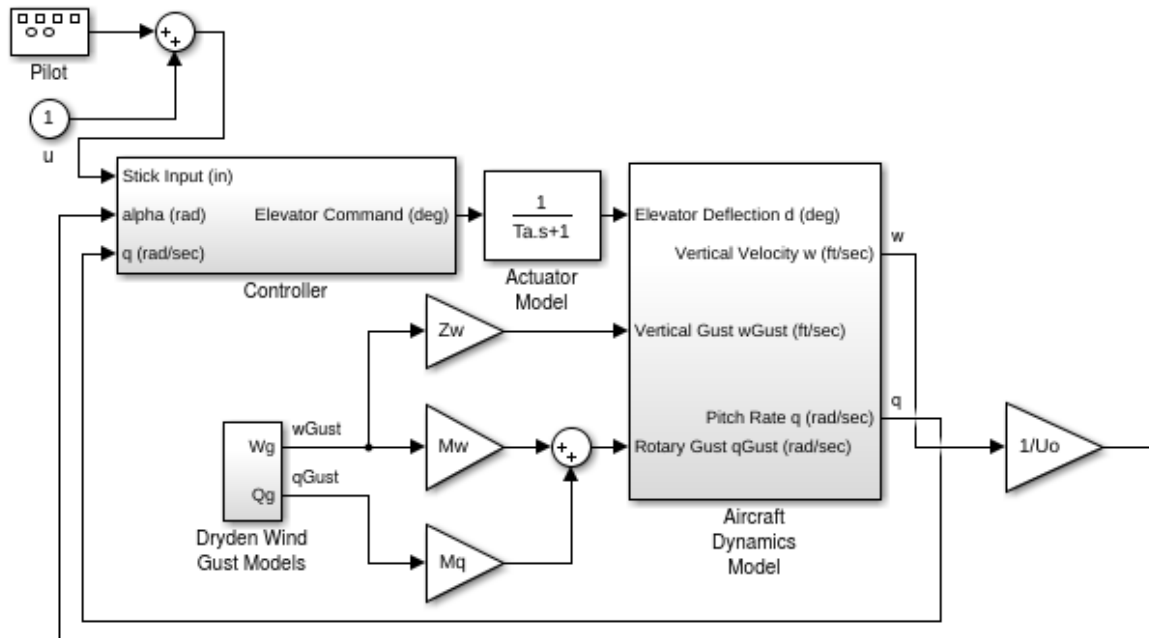 Pilot
1
u
Stick Input (in)
alpha (rad)
q (rad/sec)
Elevator Command (deg)
Controller
1
Ta.s+1
Actuator
Model
Elevator Deflection d (deg)
Vertical Velocity w (ft/sec)
Vertical Gust wGust (ft/sec)
Pitch Rate q (rad/sec)
Rotary Gust qGust (rad/sec)
Aircraft
Dynamics
Model
w
q
1/Uo
Zw
Mw
Mq
wGust
qGust
Wg
Qg
Dryden Wind
Gust Models